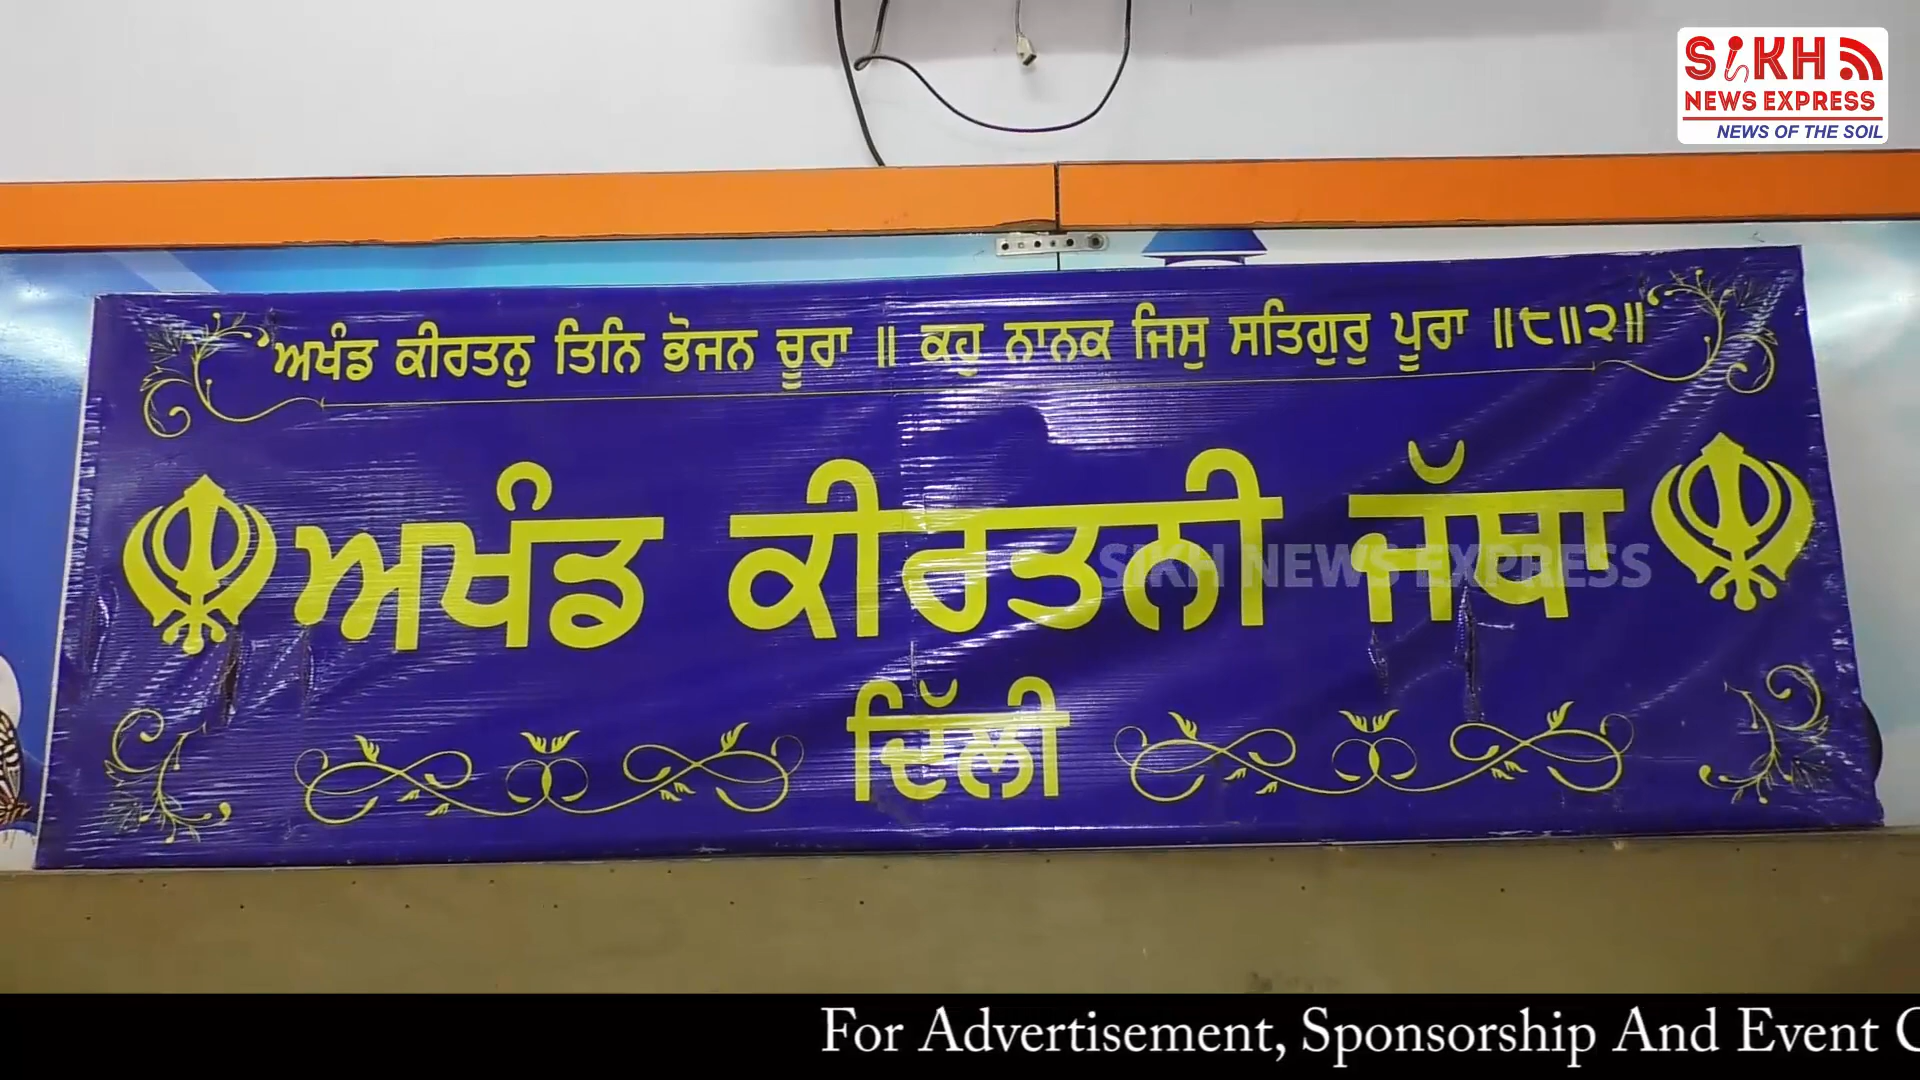 SIKH
NEWS EXPRESS
NEWS OF THE SOIL
ਅਖੰਡ ਕੀਰਤਨੁ ਤਿਨਿ ਭੋਜਨ ਚੂਰਾ ॥ ਕਹੁ ਨਾਨਕ ਜਿਸੁ ਸਤਿਗੁਰੁ ਪੂਰਾ ॥੮॥੨॥
ਅਖੰਡ ਕੀਰਤਨੀ ਜੱਥਾ
SIKH NEWS EXPRESS
ਦਿੱਲੀ
For Advertisement, Sponsorship And Event